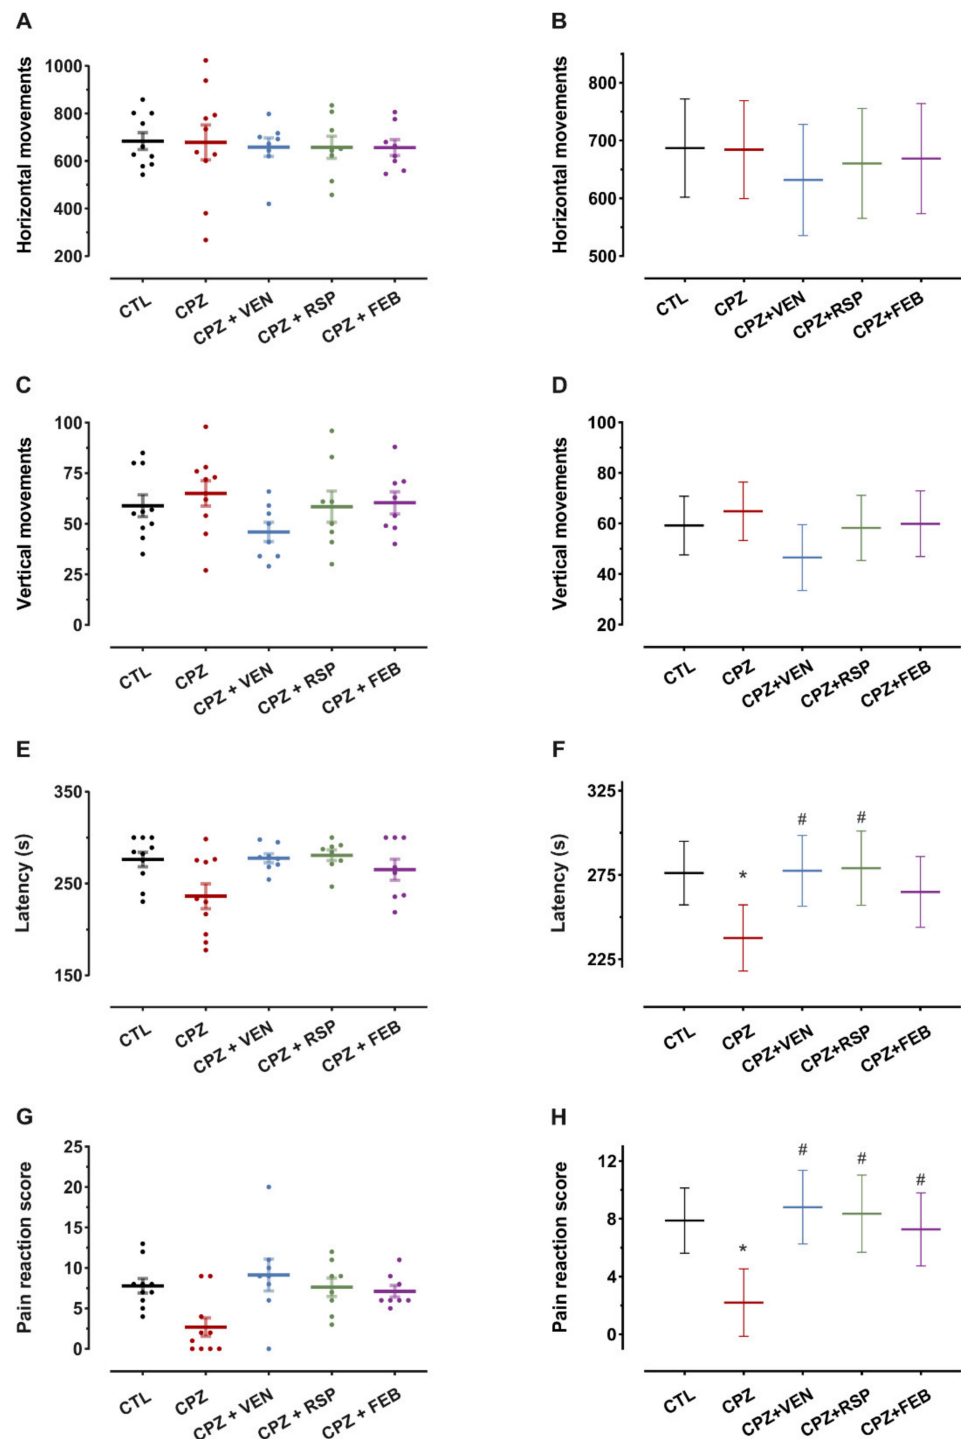 A
Horizontal movements
1000
800
600
400
200
CTL
CPZ
CPZ + VEN
CPZ + RSP
CPZ + FEB
B
Horizontal movements
800
700
600
500
CTL
CPZ
CPZ+VEN
CPZ+RSP
CPZ+FEB
C
Vertical movements
100
75
50
25
0
CTL
CPZ
CPZ + VEN
CPZ + RSP
CPZ + FEB
D
Vertical movements
100
80
60
40
20
CTL
CPZ
CPZ+VEN
CPZ+RSP
CPZ+FEB
E
Latency (s)
350
250
150
CTL
CPZ
CPZ + VEN
CPZ + RSP
CPZ + FEB
F
Latency (s)
325
275
225
*
#
#
CTL
CPZ
CPZ+VEN
CPZ+RSP
CPZ+FEB
G
Pain reaction score
25
20
15
10
5
0
CTL
CPZ
CPZ + VEN
CPZ + RSP
CPZ + FEB
H
Pain reaction score
12
8
4
0
*
#
#
#
CTL
CPZ
CPZ+VEN
CPZ+RSP
CPZ+FEB